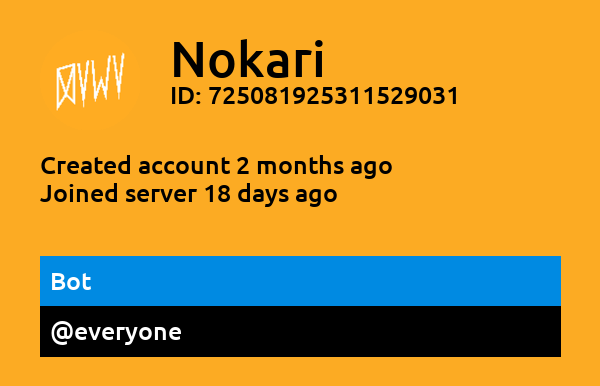 Nokari
ID: 725081925311529031
Created account 2 months ago
Joined server 18 days ago
Bot
@everyone